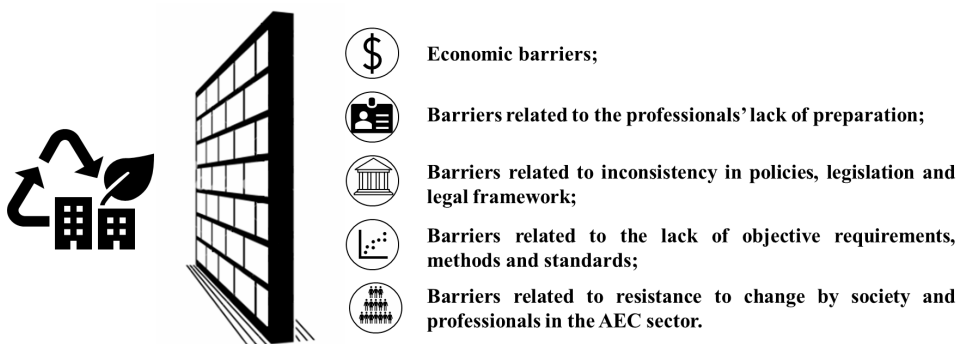 $
Economic barriers;
Barriers related to the professionals' lack of preparation;
Barriers related to inconsistency in policies, legislation and
legal framework;
Barriers related to the lack of objective requirements,
methods and standards;
Barriers related to resistance to change by society and
professionals in the AEC sector.